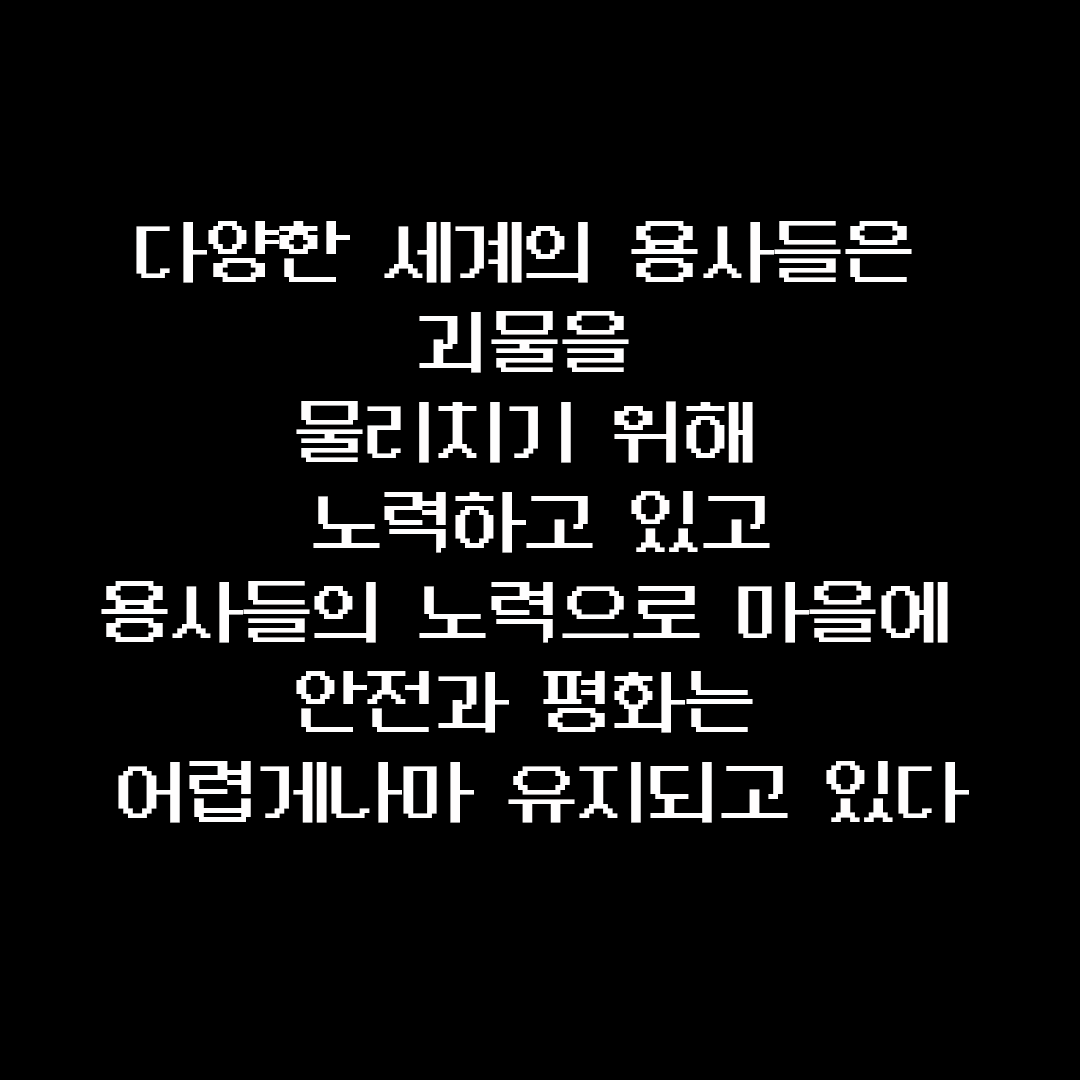 다양한 세계의 용사들은
괴물을
물리치기 위해
노력하고 있고
용사들의 노력으로 마을에
안전과 평화는
어렵게나마 유지되고 있다